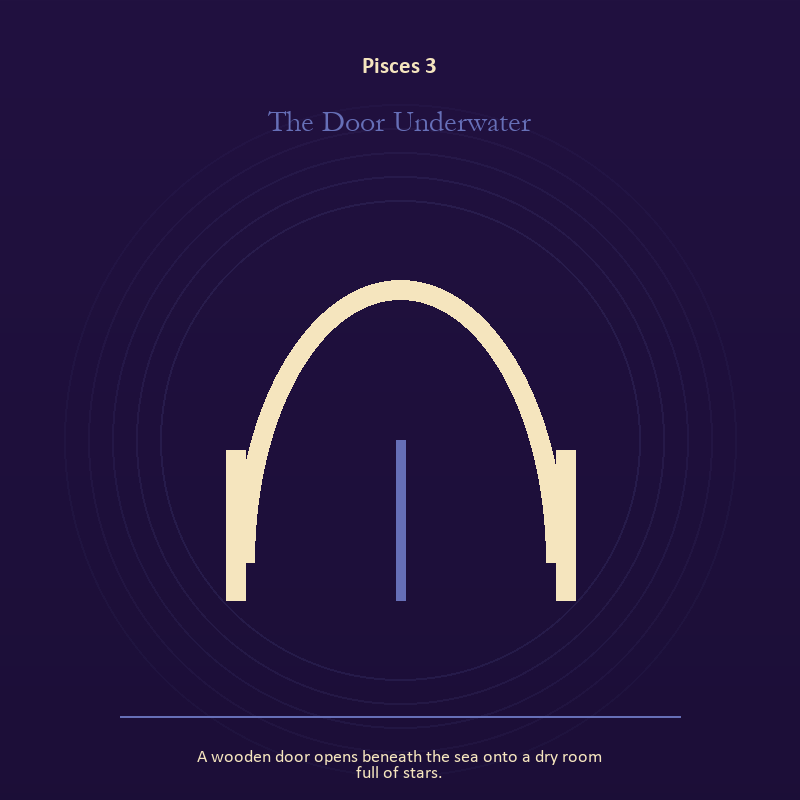 Pisces 3
The Door Underwater
A wooden door opens beneath the sea onto a dry room
full of stars.